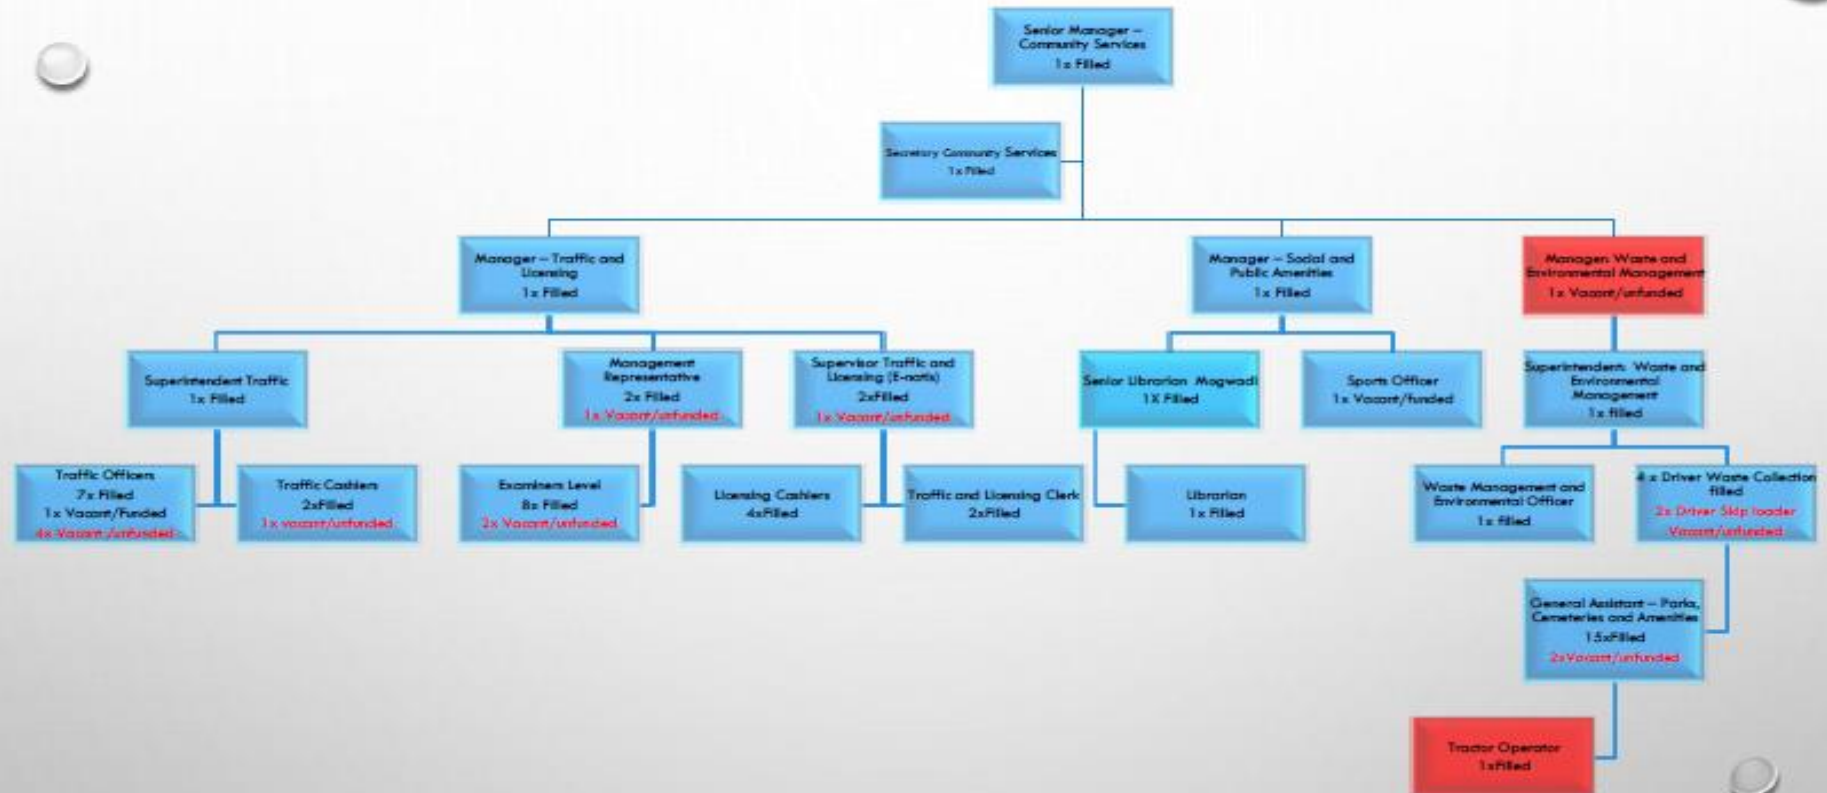 Senior Manager –
Community Services
1x Filled
Secretary Community Services
1x Filled
Manager – Traffic and
Licensing
1x Filled
Manager – Social and
Public Amenities
1x Filled
Manager: Waste and
Environmental Management
1x Vacant/unfunded
Superintendent Traffic
1x Filled
Management
Representative
2x Filled
1x Vacant/unfunded
Supervisor Traffic and
Licensing (E-natis)
2xFilled
1x Vacant/unfunded
Senior Librarian Mogwadi
1X Filled
Sports Officer
1x Vacant/funded
Superintendent: Waste and
Environmental
Management
1x filled
Traffic Officers
7x Filled
1x Vacant/Funded
4x Vacant /unfunded
Traffic Cashiers
2xFilled
1x vacant/unfunded
Examiners Level
8x Filled
2x Vacant/unfunded
Licensing Cashiers
4xFilled
Traffic and Licensing Clerk
2xFilled
Librarian
1x Filled
Waste Management and
Environmental Officer
1x filled
4 x Driver Waste Collection
filled
2x Driver Skip loader
Vacant/unfunded
General Assistant – Parks,
Cemeteries and Amenities
15xFilled
2xVacant/unfunded
Tractor Operator
1xFilled